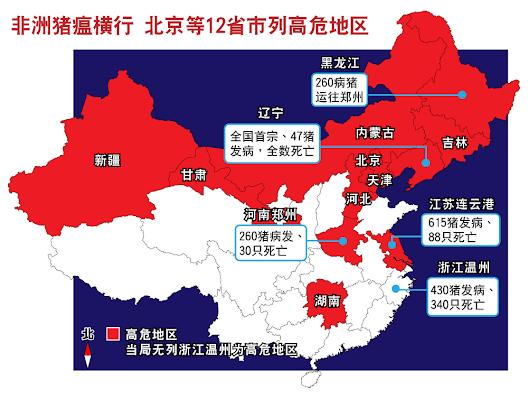 非洲猪瘟横行 北京等12省市列高危地区
黑龙江
260病猪
运往郑州
辽宁
全国首宗、47猪
发病,全数死亡
内蒙古
吉林
新疆
甘肃
北京
天津
河北
河南郑州
260猪病发、
30只死亡
江苏连云港
615猪发病、
88只死亡
浙江温州
430猪发病、
340只死亡
湖南
北
高危地区
当局无列浙江温州为高危地区